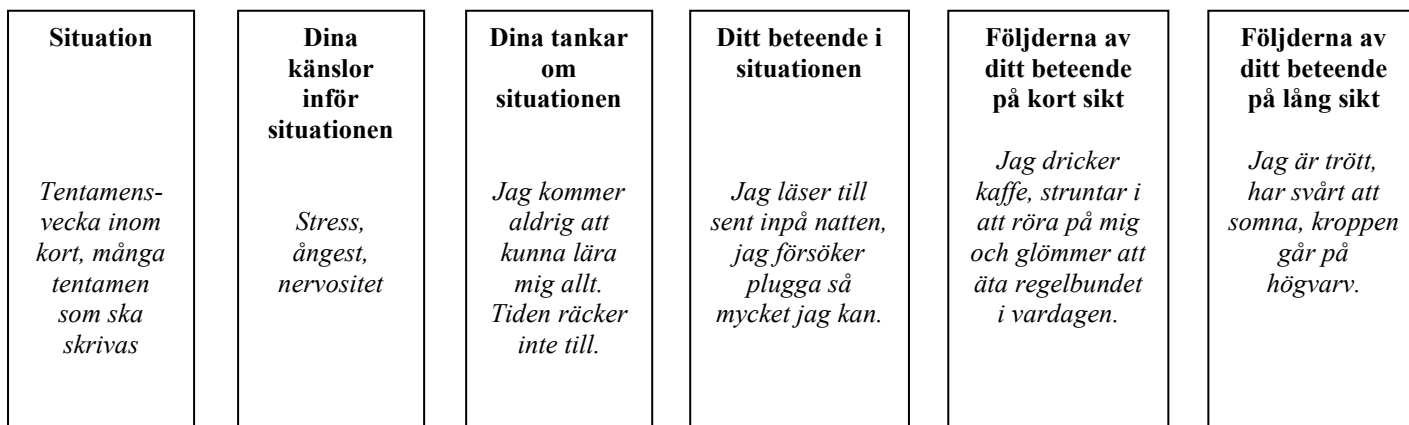 Situation
Tentamens-
vecka inom
kort, många
tentamen
som ska
skrivas
Dina
känslor
inför
situationen
Stress,
ångest,
nervositet
Dina tankar
om
situationen
Jag kommer
aldrig att
kunna lära
mig allt.
Tiden räcker
inte till.
Ditt beteende i
situationen
Jag läser till
sent inpå natten,
jag försöker
plugga så
mycket jag kan.
Följderna av
ditt beteende
på kort sikt
Jag dricker
kaffe, struntar i
att röra på mig
och glömmer att
äta regelbundet
i vardagen.
Följderna av
ditt beteende
på lång sikt
Jag är trött,
har svårt att
somna, kroppen
går på
högvarv.